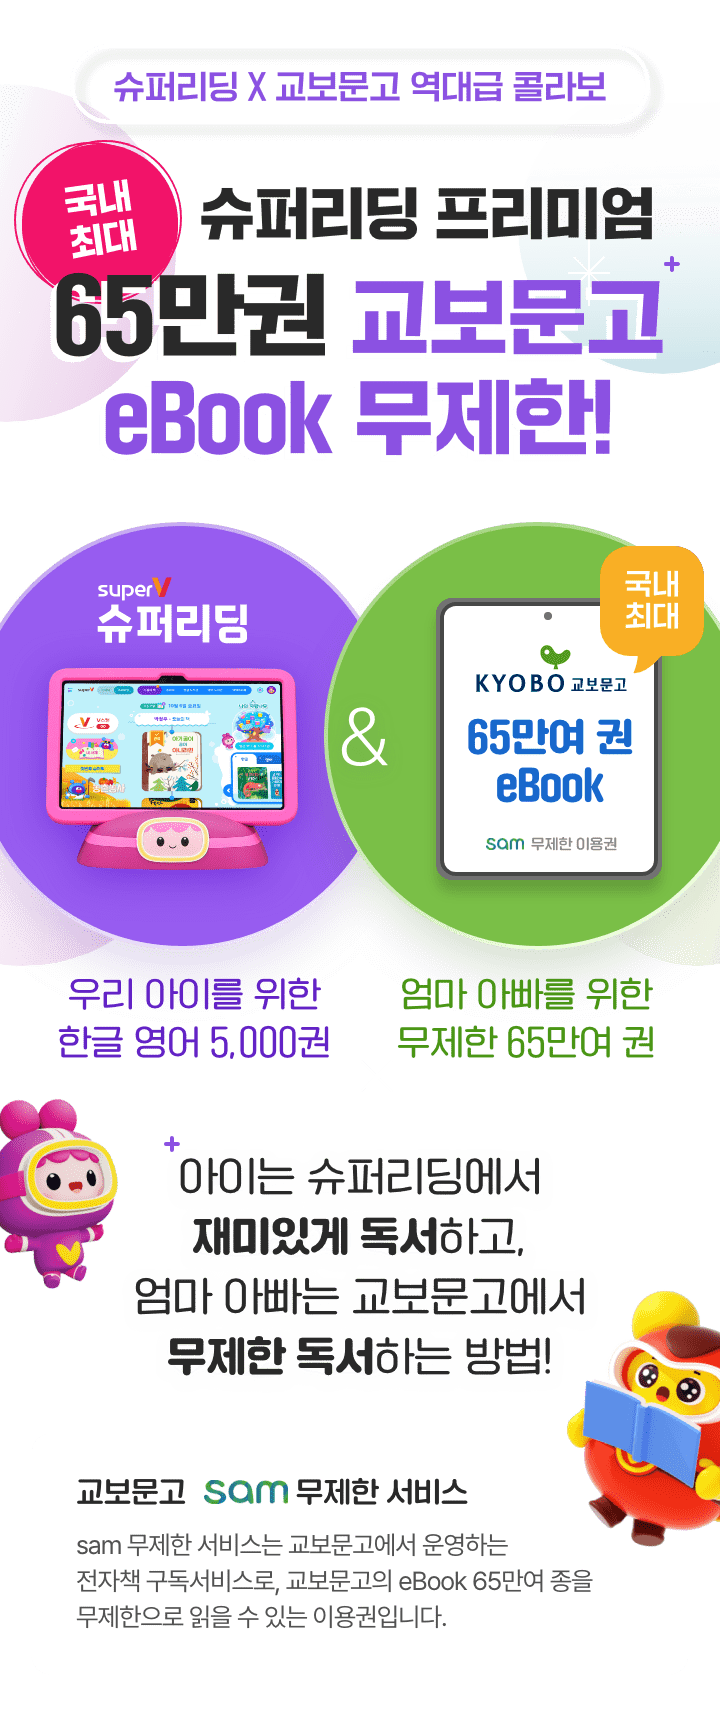 슈퍼리딩 X 교보문고 역대급 콜라보
국내
최대
슈퍼리딩 프리미엄
65만권 교보문고
eBook 무제한!
superV
슈퍼리딩
&
국내
최대
KYOBO 교보문고
65만여 권
eBook
sam 무제한 이용권
우리 아이를 위한
한글 영어 5,000권
엄마 아빠를 위한
무제한 65만여 권
아이는 슈퍼리딩에서
재미있게 독서하고,
엄마 아빠는 교보문고에서
무제한 독서하는 방법!
교보문고 sam 무제한 서비스
sam 무제한 서비스는 교보문고에서 운영하는
전자책 구독서비스로, 교보문고의 eBook 65만여 종을
무제한으로 읽을 수 있는 이용권입니다.